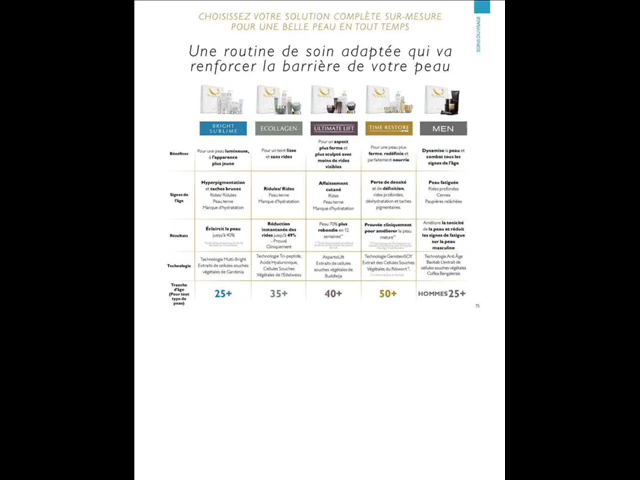 CHOISISSEZ VOTRE SOLUTION COMPLÈTE SUR-MESURE
POUR UNE BELLE PEAU EN TOUT TEMPS
SOINS DU VISAGE
Une routine de soin adaptée qui va
renforcer la barrière de votre peau
BRIGHT
SUBLIME
ECOLLAGEN
ULTIMATE LIFT
TIME RESTORE
MEN
Bénéfices
Pour une peau lumineuse,
à l'apparence
plus jeune
Pour un teint lisse
et sans rides
Pour un aspect
plus ferme et
plus sculpté avec
moins de rides
visibles
Pour une peau plus
ferme, redéfinie et
parfaitement nourrie
Dynamise la peau et
combat tous les
signes de l'âge
Signes de
l'âge
Hyperpigmentation
et taches brunes
Rides/ Ridules
Peau terne
Manque d'hydratation
Ridules/ Rides
Peau terne
Manque d'hydratation
Affaissement
cutané
Rides
Manque d'hydratation
Perte de densité
et de définition,
rides profondes,
déshydratation et taches
pigmentaires.
Peau fatiguée
Rides profondes
Cernes
Paupières relâchées
Résultats
Éclaircit la peau
jusqu'à 40%
Réduction
instantanée des
rides jusqu'à 49%
- Prouvé
Cliniquement
Peau 70% plus
rebondie en 12
semaines
Prouvée cliniquement
pour améliorer la peau
mature
Améliore la tonicité
de la peau et réduit
les signes de fatigue
sur la peau
masculine
Technologie
Technologie Multi-Bright
Extraits de cellules souches
végétales de Gardenia
Technologie Tri-peptide,
Acide Hyaluronique,
Cellules Souches
Végétales de l'Edelweiss
AspartoLift
Extraits de cellules
souches végétales de
Buddleja
Technologie GenisteinSOY
Extrait des Cellules Souches
Végétales du
Technologie Anti Âge
Extrait de
cellules souches végétales
Coffea Bengalensis
Tranche
d'âge
(Pour tout
type de
peau)
25+
35+
40+
50+
HOMMES 25+
75